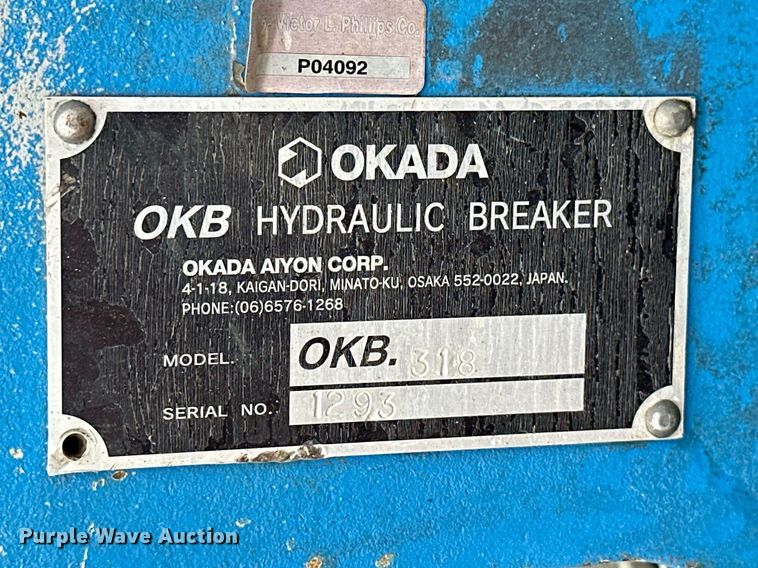 Victor L. Phillips Co.
P04092
OKADA
OKB HYDRAULIC BREAKER
OKADA AIYON CORP.
4-1-18, KAIGAN-DORI, MINATO-KU, OSAKA 552-0022, JAPAN.
PHONE:(06)6576-1268
MODEL. OKB. 318
SERIAL NO. 1293
Purple Wave Auction